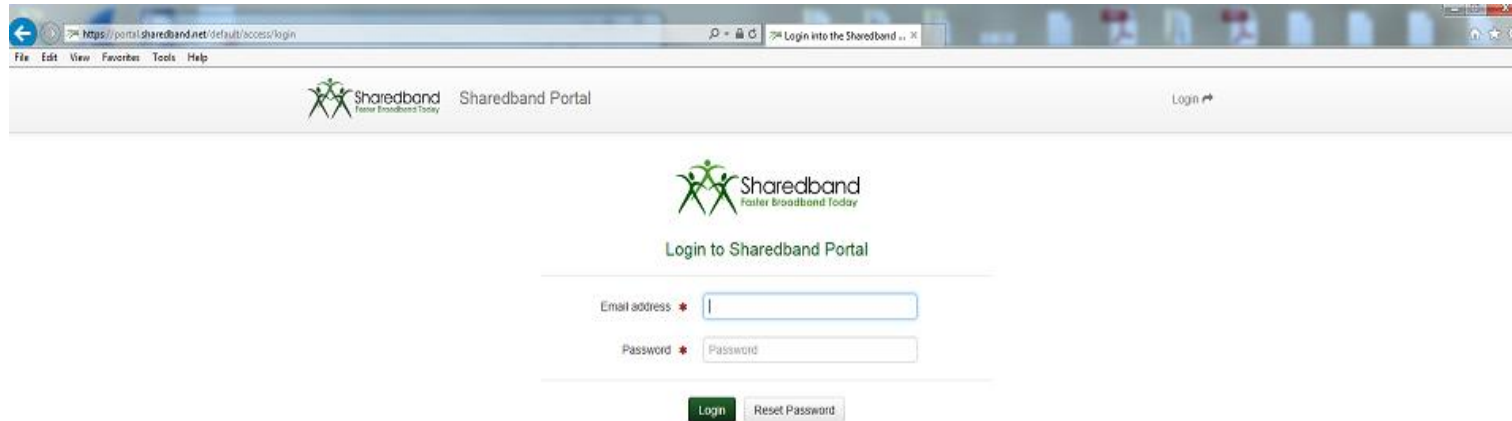 https://portal.sharedband.net/default/access/login
Login into the Sharedband ...
File Edit View Favorites Tools Help
Sharedband
Faster Broadband Today
Sharedband Portal
Login
Sharedband
Faster Broadband Today
Login to Sharedband Portal
Email address *
Password * Password
Login Reset Password